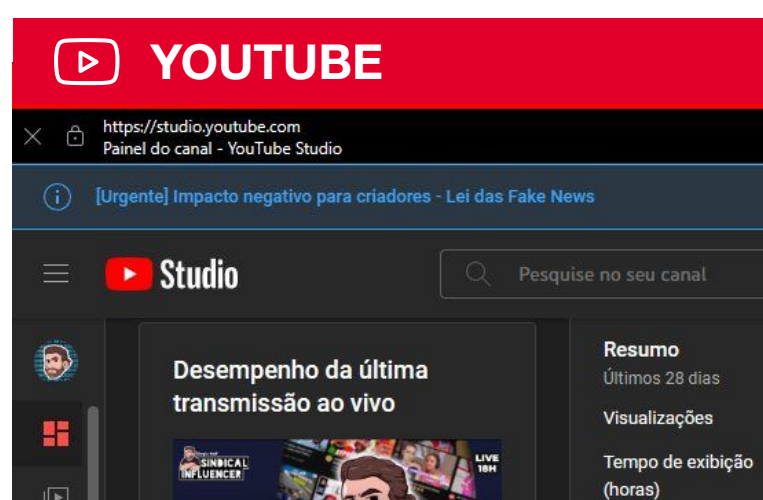 YOUTUBE
https://studio.youtube.com
Painel do canal - YouTube Studio
[Urgente] Impacto negativo para criadores - Lei das Fake News
Studio
Pesquise no seu canal
Desempenho da última
transmissão ao vivo
SINDICAL
INFLUENCER
LIVE
18H
Resumo
Últimos 28 dias
Visualizações
Tempo de exibição
(horas)